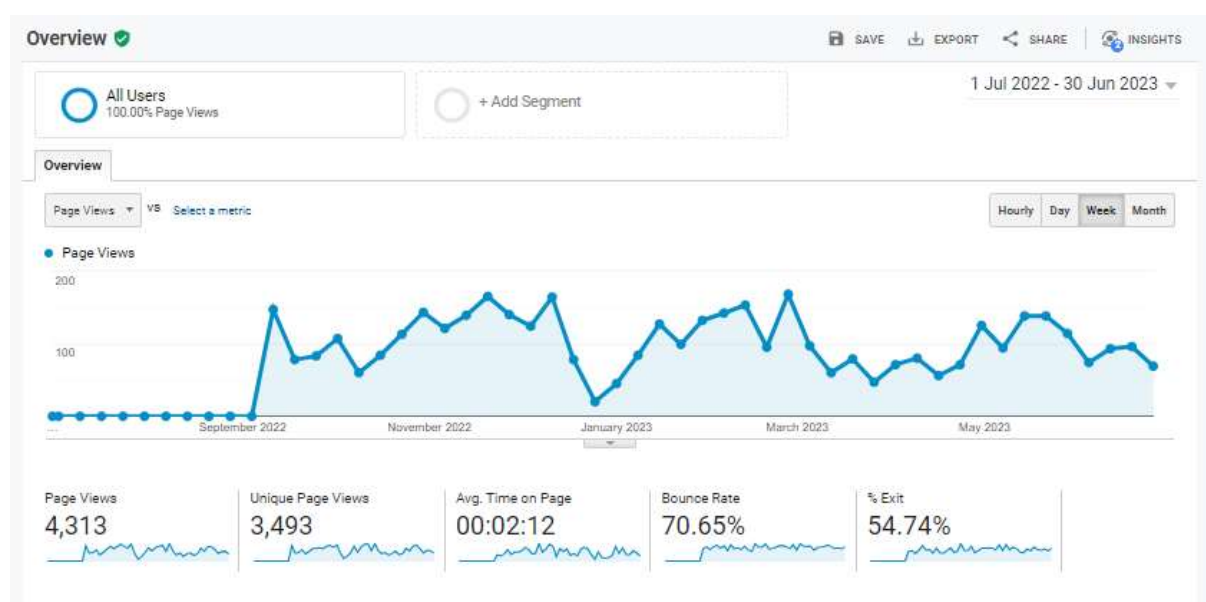 Overview
SAVE EXPORT SHARE 2 INSIGHTS
All Users
100.00% Page Views
+ Add Segment
1 Jul 2022 - 30 Jun 2023
Overview
Page Views VS Select a metric
Hourly Day Week Month
Page Views
200
100
... September 2022 November 2022 January 2023 March 2023 May 2023
Page Views Unique Page Views Avg. Time on Page Bounce Rate % Exit
4,313 3,493 00:02:12 70.65% 54.74%